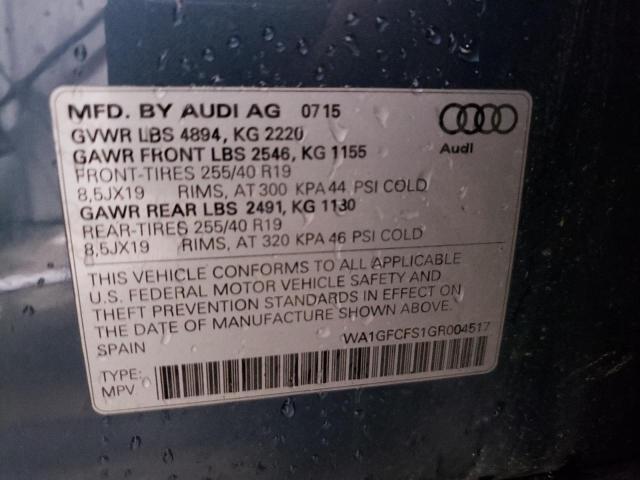 MFD. BY AUDI AG 0715
GVWR LBS 4894, KG 2220
GAWR FRONT LBS 2546, KG 1155
FRONT-TIRES 255/40 R19
8,5JX19 RIMS, AT 300 KPA 44 PSI COLD
GAWR REAR LBS 2491, KG 1130
REAR-TIRES 255/40 R19
8,5JX19 RIMS, AT 320 KPA 46 PSI COLD
Audi
THIS VEHICLE CONFORMS TO ALL APPLICABLE
U.S. FEDERAL MOTOR VEHICLE SAFETY AND
THEFT PREVENTION STANDARDS IN EFFECT ON
THE DATE OF MANUFACTURE SHOWN ABOVE.
SPAIN
WA1GFCFS1GR004517
TYPE:
MPV